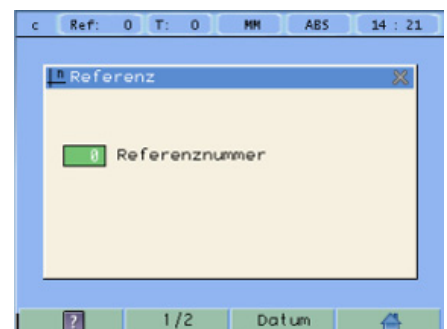 c Ref: 0 T: 0 MM ABS 14 : 21
n Referenz
0 Referenznummer
? 1/2 Datum